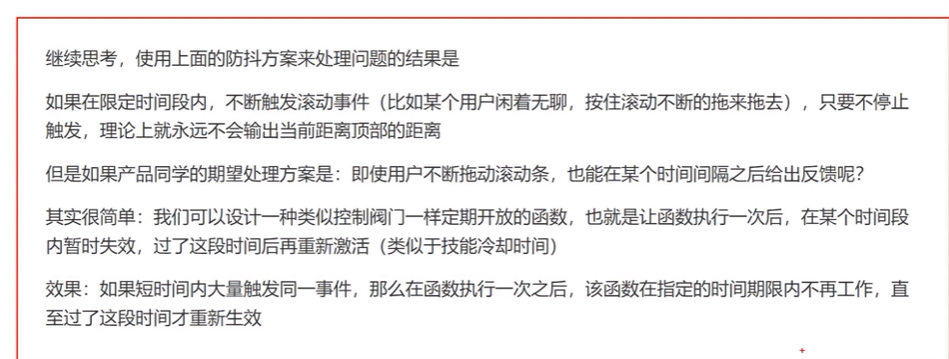 继续思考，使用上面的防抖方案来处理问题的结果是
如果在限定时间段内，不断触发滚动事件（比如某个用户闲着无聊，按住滚动不断的拖来拖去），只要不停止
触发，理论上就永远不会输出当前距离顶部的距离
但是如果产品同学的期望处理方案是：即使用户不断拖动滚动条，也能在某个时间间隔之后给出反馈呢？
其实很简单：我们可以设计一种类似控制阀门一样定期开放的函数，也就是让函数执行一次后，在某个时间段
内暂时失效，过了这段时间后再重新激活（类似于技能冷却时间）
效果：如果短时间内大量触发同一事件，那么在函数执行一次之后，该函数在指定的时间期限内不再工作，直
至过了这段时间才重新生效